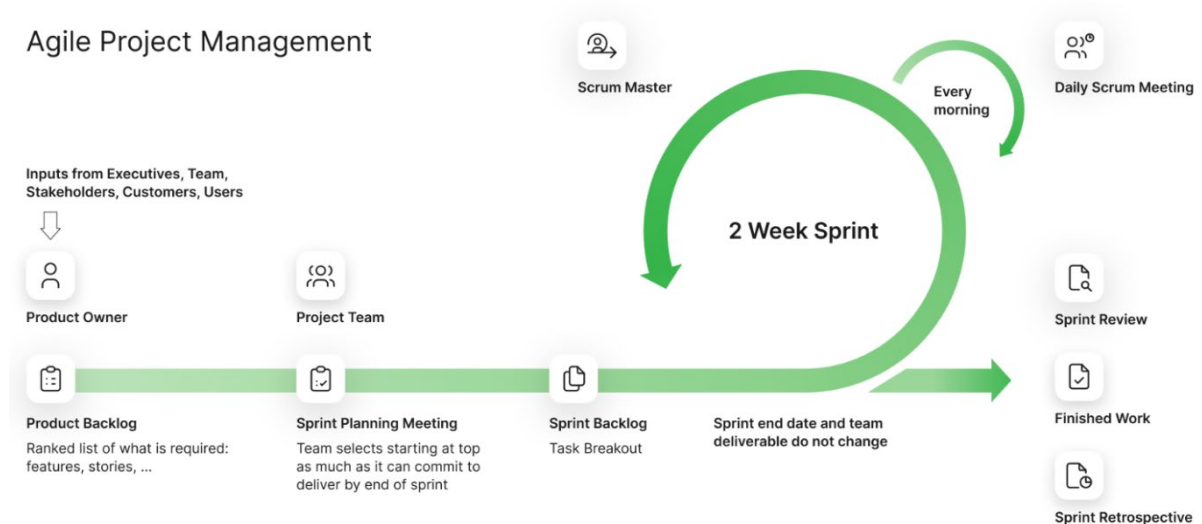 Agile Project Management
Scrum Master
Every
morning
Daily Scrum Meeting
Inputs from Executives, Team,
Stakeholders, Customers, Users
2 Week Sprint
Product Owner
Project Team
Sprint Review
Product Backlog
Ranked list of what is required:
features, stories, ...
Sprint Planning Meeting
Team selects starting at top
as much as it can commit to
deliver by end of sprint
Sprint Backlog
Task Breakout
Sprint end date and team
deliverable do not change
Finished Work
Sprint Retrospective